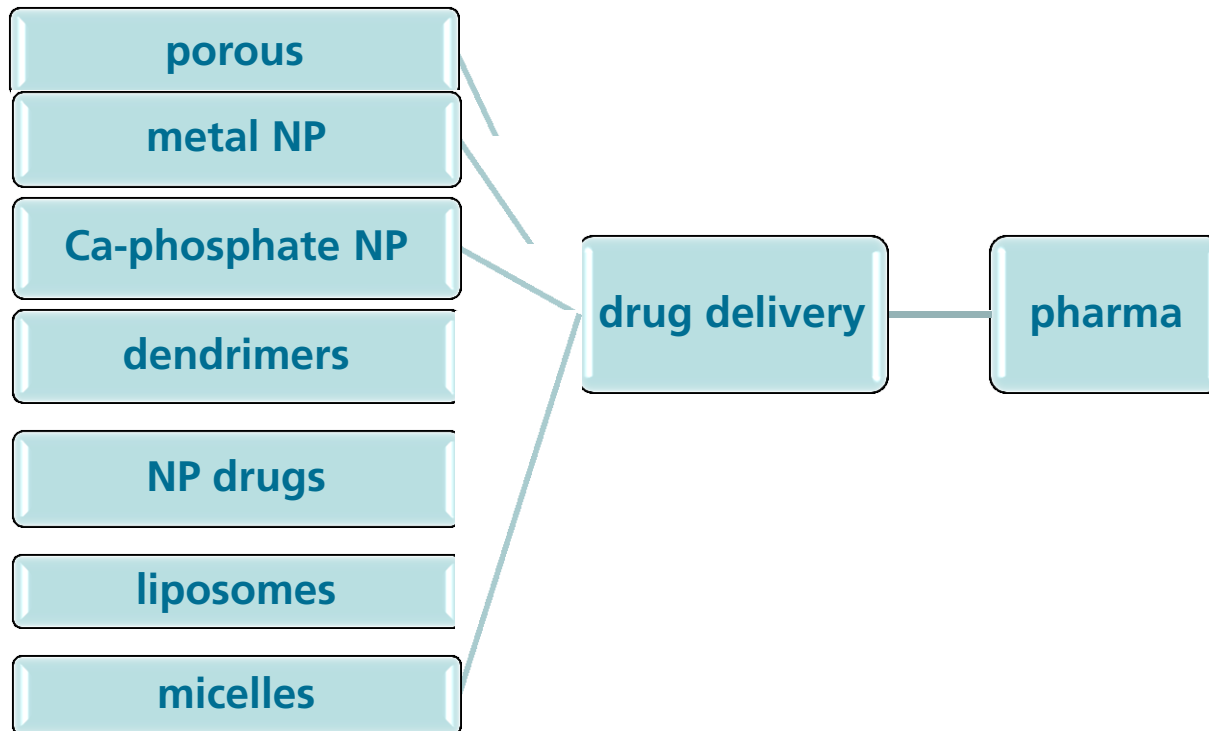 porous
metal NP
Ca-phosphate NP
dendrimers
NP drugs
liposomes
micelles
drug delivery
pharma